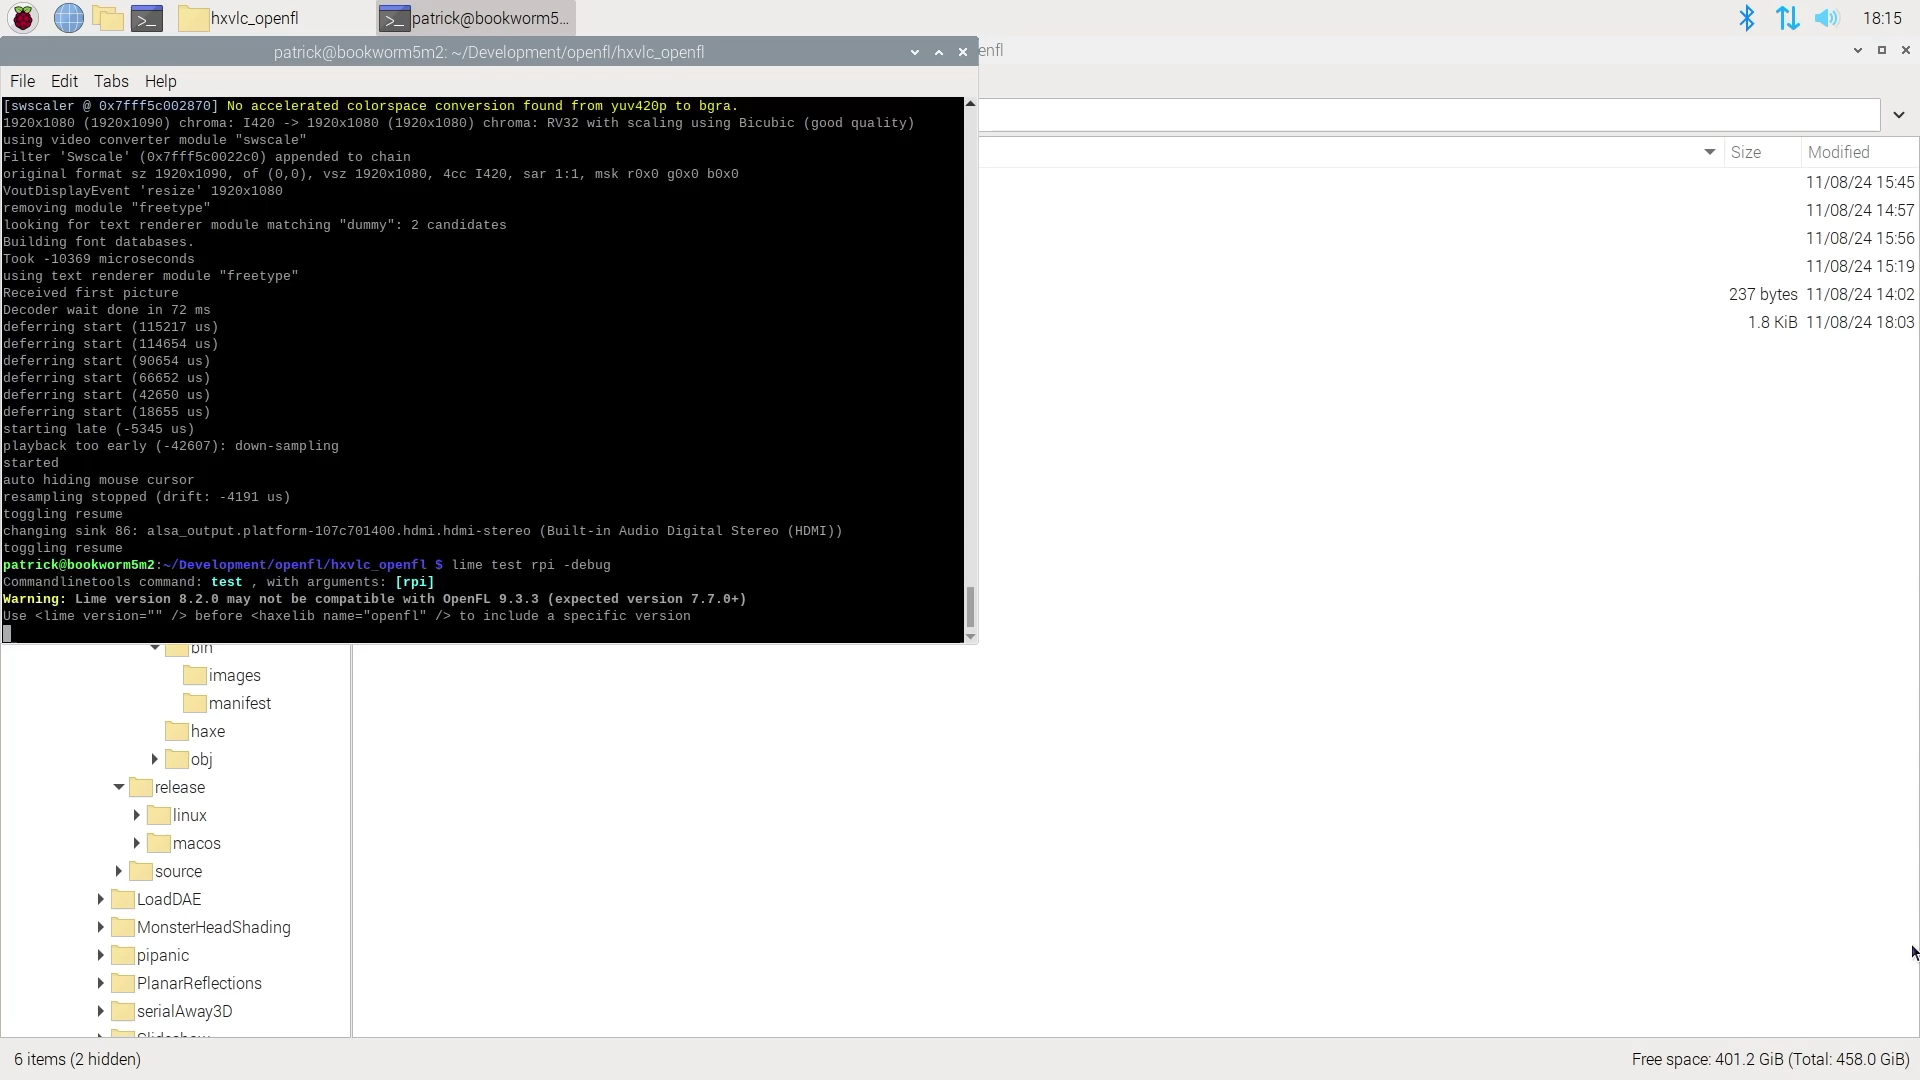 hxvlc_openfl
patrick@bookworm5...
18:15
patrick@bookworm5m2: ~/Development/openfl/hxvlc_openfl
enfl
File Edit Tabs Help
[swscaler @ 0x7fff5c002870] No accelerated colorspace conversion found from yuv420p to bgra.
1920x1080 (1920x1090) chroma: I420 -> 1920x1080 (1920x1080) chroma: RV32 with scaling using Bicubic (good quality)
using video converter module "swscale"
Filter 'Swscale' (0x7fff5c0022c0) appended to chain
original format sz 1920x1090, of (0,0), vsz 1920x1080, 4cc I420, sar 1:1, msk r0x0 g0x0 b0x0
VoutDisplayEvent 'resize' 1920x1080
removing module "freetype"
looking for text renderer module matching "dummy": 2 candidates
Building font databases.
Took -10369 microseconds
using text renderer module "freetype"
Received first picture
Decoder wait done in 72 ms
deferring start (115217 us)
deferring start (114654 us)
deferring start (90654 us)
deferring start (66652 us)
deferring start (42650 us)
deferring start (18655 us)
starting late (-5345 us)
playback too early (-42607): down-sampling
started
auto hiding mouse cursor
resampling stopped (drift: -4191 us)
toggling resume
changing sink 86: alsa_output.platform-107c701400.hdmi.hdmi-stereo (Built-in Audio Digital Stereo (HDMI))
toggling resume
patrick@bookworm5m2:~/Development/openfl/hxvlc_openfl $ lime test rpi -debug
Commandlinetools command: test , with arguments: [rpi]
Warning: Lime version 8.2.0 may not be compatible with OpenFL 9.3.3 (expected version 7.7.0+)
Use <lime version="" /> before <haxelib name="openfl" /> to include a specific version
Size Modified
11/08/24 15:45
11/08/24 14:57
11/08/24 15:56
11/08/24 15:19
237 bytes 11/08/24 14:02
1.8 KiB 11/08/24 18:03
bin
images
manifest
haxe
obj
release
linux
macos
source
LoadDAE
MonsterHeadShading
pipanic
PlanarReflections
serialAway3D
Slideshow
6 items (2 hidden)
Free space: 401.2 GiB (Total: 458.0 GiB)